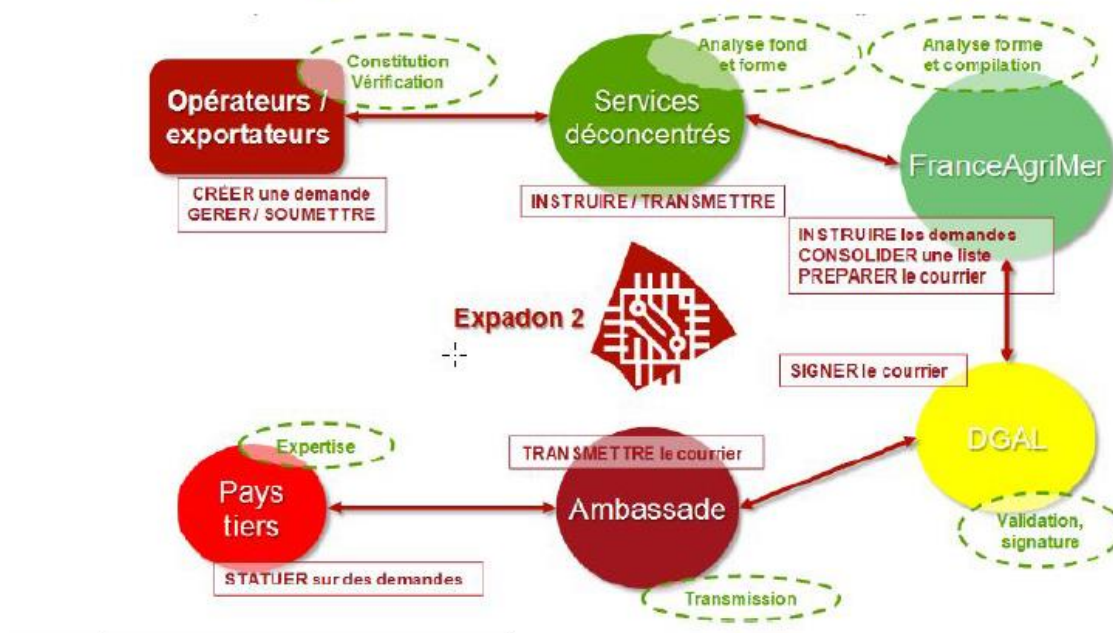 Constitution
Vérification
Opérateurs /
exportateurs
CRÉER une demande
GERER / SOUMETTRE
Analyse fond
et forme
Services
déconcentrés
INSTRUIRE / TRANSMETTRE
Analyse forme
et compilation
FranceAgriMer
INSTRUIRE les demandes
CONSOLIDER une liste
PREPARER le courrier
Expadon 2
SIGNER le courrier
DGAL
Validation,
signature
TRANSMETTRE le courrier
Ambassade
Transmission
Expertise
Pays
tiers
STATUER sur des demandes